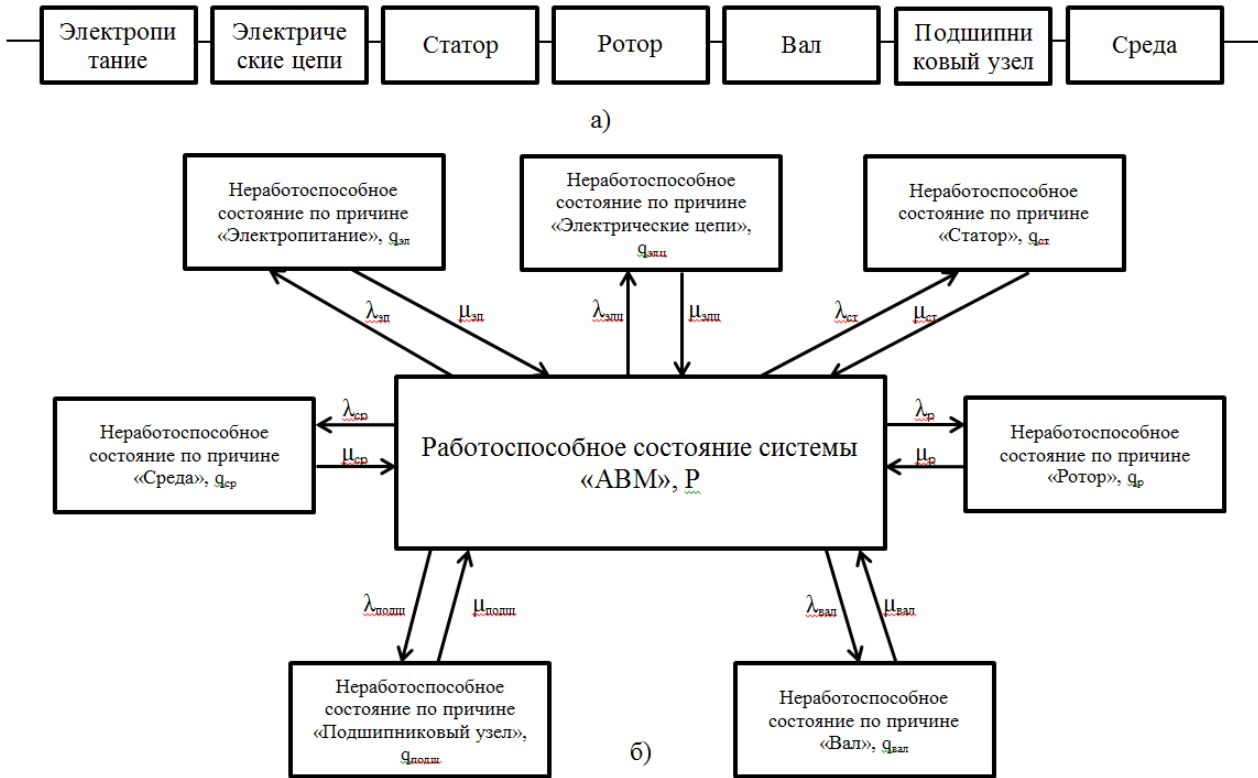 Электропи
тание
Электриче
ские цепи
Статор
Ротор
Вал
Подшипни
ковый узел
Среда
а)
Неработоспособное
состояние по причине
«Электропитание», qэл
Неработоспособное
состояние по причине
«Электрические цепи»,
qэлц
Неработоспособное
состояние по причине
«Статор», qст
λэп
μэп
λэлц
μэлц
λст
μст
Неработоспособное
состояние по причине
«Среда», qср
λср
μср
Работоспособное состояние системы
«АВМ», Р
λр
μр
Неработоспособное
состояние по причине
«Ротор», qр
λподш
μподш
λвал
μвал
Неработоспособное
состояние по причине
«Подшипниковый узел»,
qподш
Неработоспособное
состояние по причине
«Вал», qвал
б)